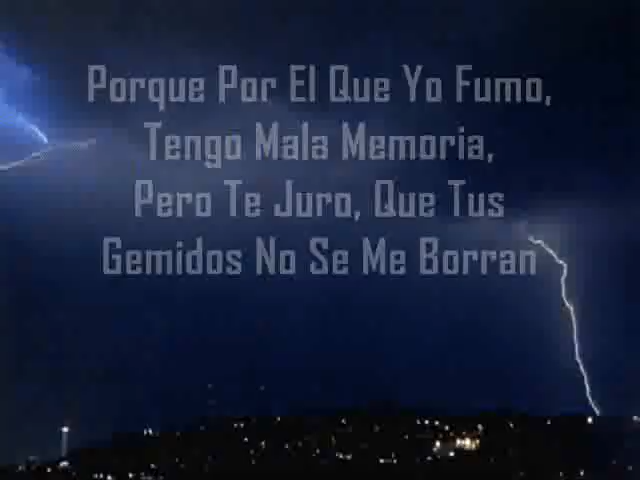 Porque Por El Que Yo Fumo,
Tengo Mala Memoria,
Pero Te Juro, Que Tus
Gemidos No Se Me Borran